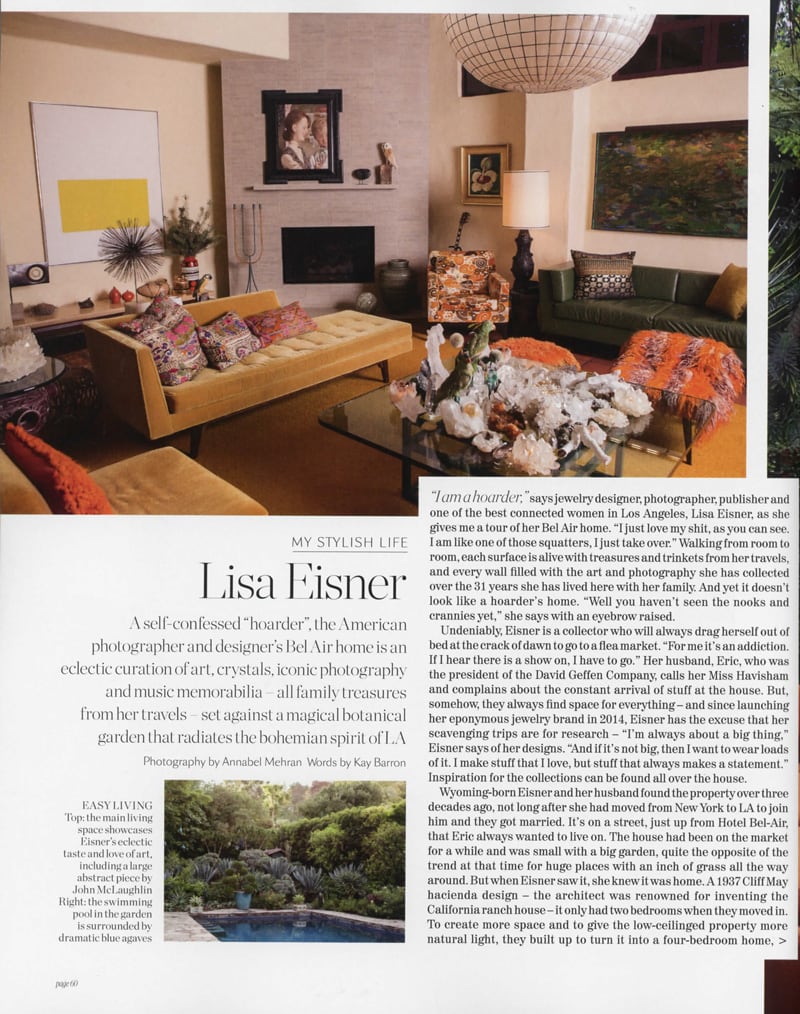 MY STYLISH LIFE
Lisa Eisner
A self-confessed “hoarder”, the American
photographer and designer’s Bel Air home is an
eclectic curation of art, crystals, iconic photography
and music memorabilia – all family treasures
from her travels – set against a magical botanical
garden that radiates the bohemian spirit of LA
Photography by Annabel Mehran Words by Kay Barron
EASY LIVING
Top: the main living
space showcases
Eisner’s eclectic
taste and love of art,
including a large
abstract piece by
John McLaughlin
Right: the swimming
pool in the garden
is surrounded by
dramatic blue agaves
“I am a hoarder,” says jewelry designer, photographer, publisher and
one of the best connected women in Los Angeles, Lisa Eisner, as she
gives me a tour of her Bel Air home. “I just love my shit, as you can see.
I am like one of those squatters, I just take over.” Walking from room to
room, each surface is alive with treasures and trinkets from her travels,
and every wall filled with the art and photography she has collected
over the 31 years she has lived here with her family. And yet it doesn’t
look like a hoarder’s home. “Well you haven’t seen the nooks and
crannies yet,” she says with an eyebrow raised.
Undeniably, Eisner is a collector who will always drag herself out of
bed at the crack of dawn to go to a flea market. “For me it’s an addiction.
If I hear there is a show on, I have to go.” Her husband, Eric, who was
the president of the David Geffen Company, calls her Miss Havisham
and complains about the constant arrival of stuff at the house. But,
somehow, they always find space for everything – and since launching
her eponymous jewelry brand in 2014, Eisner has the excuse that her
scavenging trips are for research – “I’m always about a big thing,”
Eisner says of her designs. “And if it’s not big, then I want to wear loads
of it. I make stuff that I love, but stuff that always makes a statement.”
Inspiration for the collections can be found all over the house.
Wyoming-born Eisner and her husband found the property over three
decades ago, not long after she had moved from New York to LA to join
him and they got married. It’s on a street, just up from Hotel Bel-Air,
that Eric always wanted to live on. The house had been on the market
for a while and was small with a big garden, quite the opposite of the
trend at that time for huge places with an inch of grass all the way
around. But when Eisner saw it, she knew it was home. A 1937 Cliff May
hacienda design – the architect was renowned for inventing the
California ranch house – it only had two bedrooms when they moved in.
To create more space and to give the low-ceilinged property more
natural light, they built up to turn it into a four-bedroom home, >
page 60